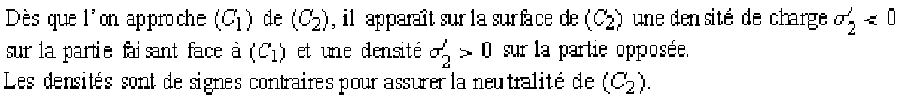 Dès que l'on approche (C₁) de (C₂), il apparaît sur la surface de (C₂) une densité de charge σ′₂ < 0
sur la partie faisant face à (C₁) et une densité σ′₂ > 0 sur la partie opposée.
Les densités sont de signes contraires pour assurer la neutralité de (C₂).